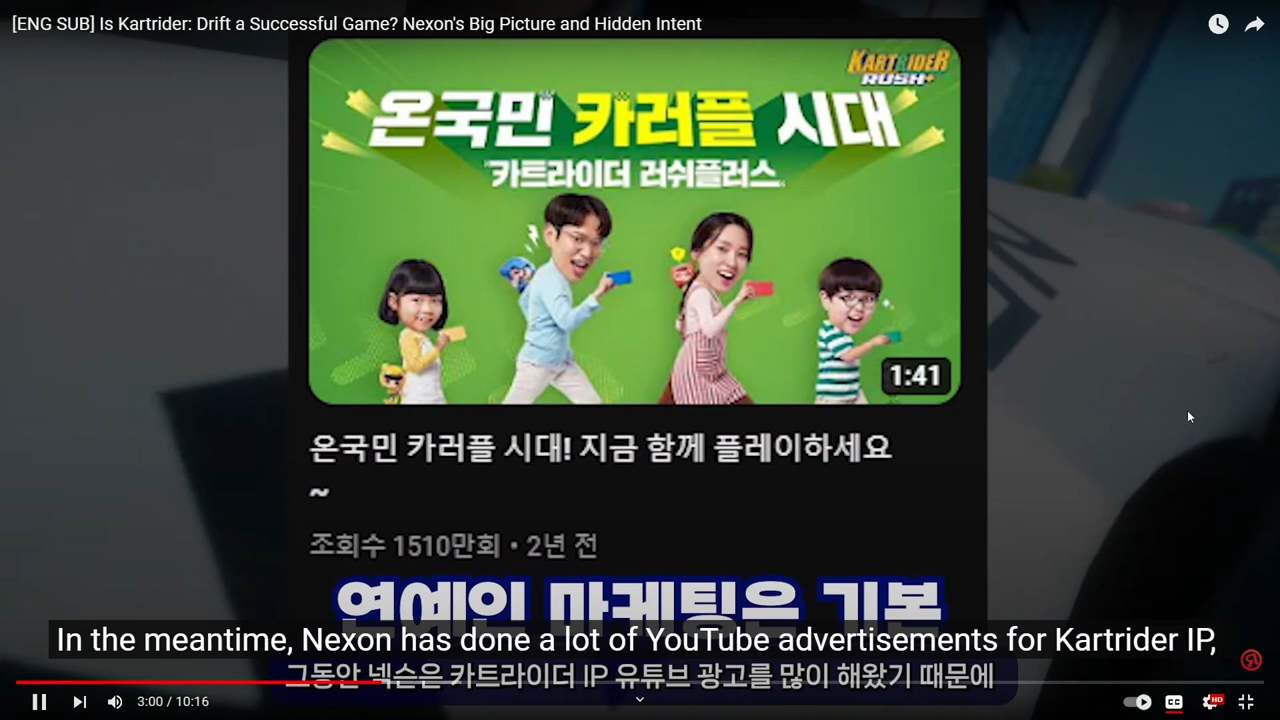 [ENG SUB] Is Kartrider: Drift a Successful Game? Nexon's Big Picture and Hidden Intent
KARTRIDER
RUSH+
온국민 카러플 시대
카트라이더 러쉬플러스
1:41
온국민 카러플 시대! 지금 함께 플레이하세요
~
조회수 1510만회 • 2년 전
연예인 마케팅은 기본
In the meantime, Nexon has done a lot of YouTube advertisements for Kartrider IP,
그동안 넥슨은 카트라이더 IP 유튜브 광고를 많이 해왔기 때문에
3:00 / 10:16
CC
HD